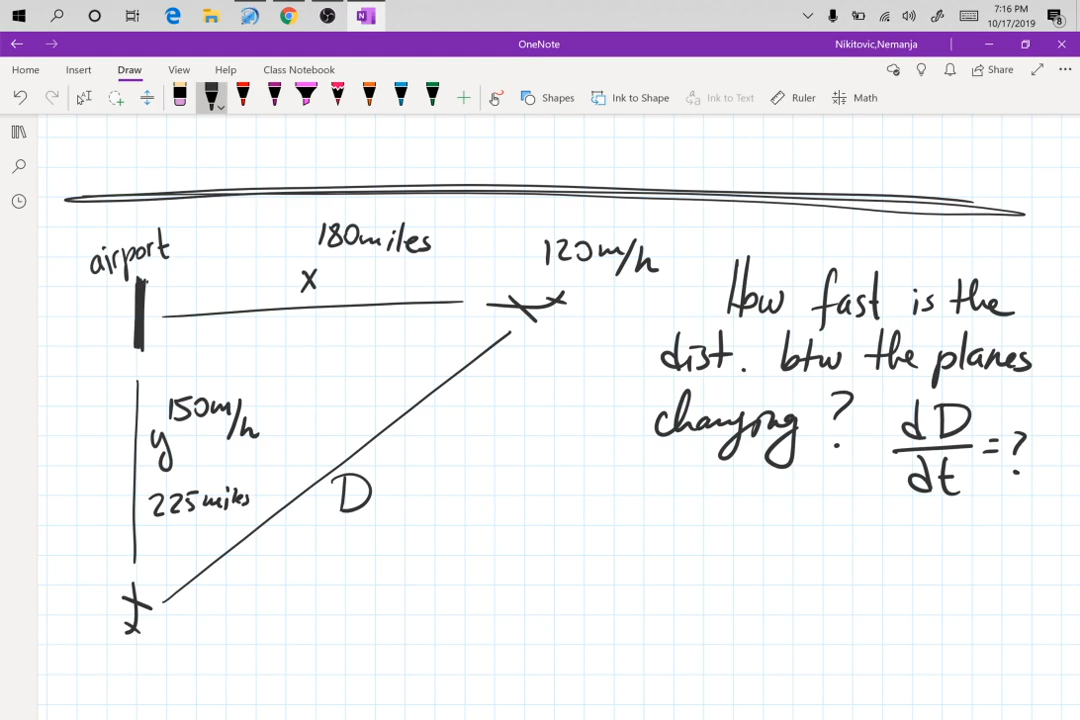 7:16 PM
10/17/2019
8
OneNote
Nikitovic,Nemanja
Home Insert Draw View Help Class Notebook
Share
Shapes Ink to Shape Ink to Text Ruler Math
airport
180miles
x
120m/h
150m/h
y
225miles
D
How fast is the
dist. btw the planes
changing? dD/dt = ?